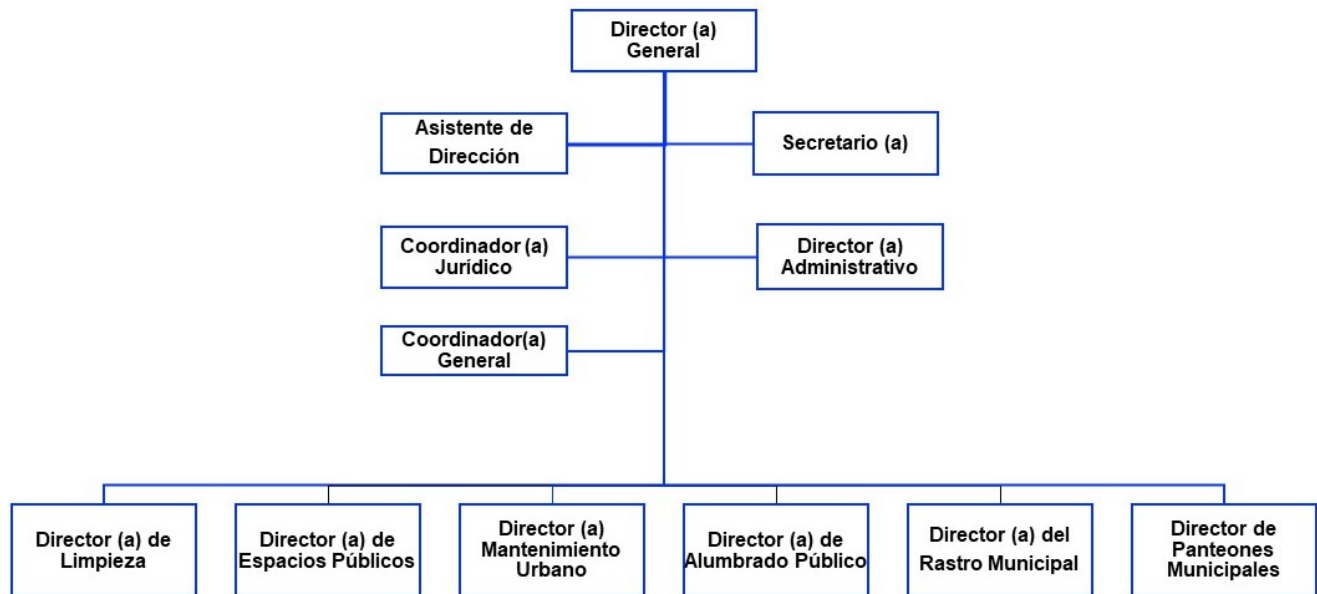 Director (a)
General
Asistente de
Dirección
Secretario (a)
Coordinador (a)
Jurídico
Director (a)
Administrativo
Coordinador(a)
General
Director (a) de
Limpieza
Director (a) de
Espacios Públicos
Director (a)
Mantenimiento
Urbano
Director (a) de
Alumbrado Público
Director (a) del
Rastro Municipal
Director de
Panteones
Municipales